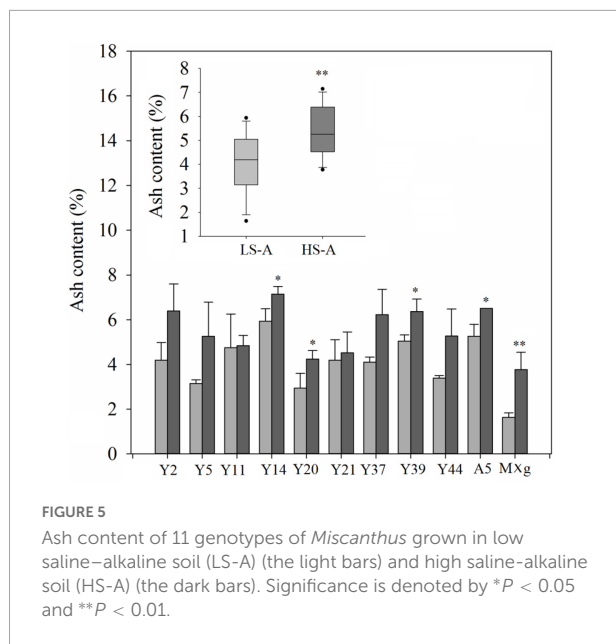 18
16
14
12
10
8
6
4
2
0
Ash content (%)
8
7
6
5
4
3
2
1
Ash content (%)
**
LS-A HS-A
* * * * **
Y2 Y5 Y11 Y14 Y20 Y21 Y37 Y39 Y44 A5 MXg
FIGURE 5
Ash content of 11 genotypes of Miscanthus grown in low
saline–alkaline soil (LS-A) (the light bars) and high saline-alkaline
soil (HS-A) (the dark bars). Significance is denoted by *P < 0.05
and **P < 0.01.